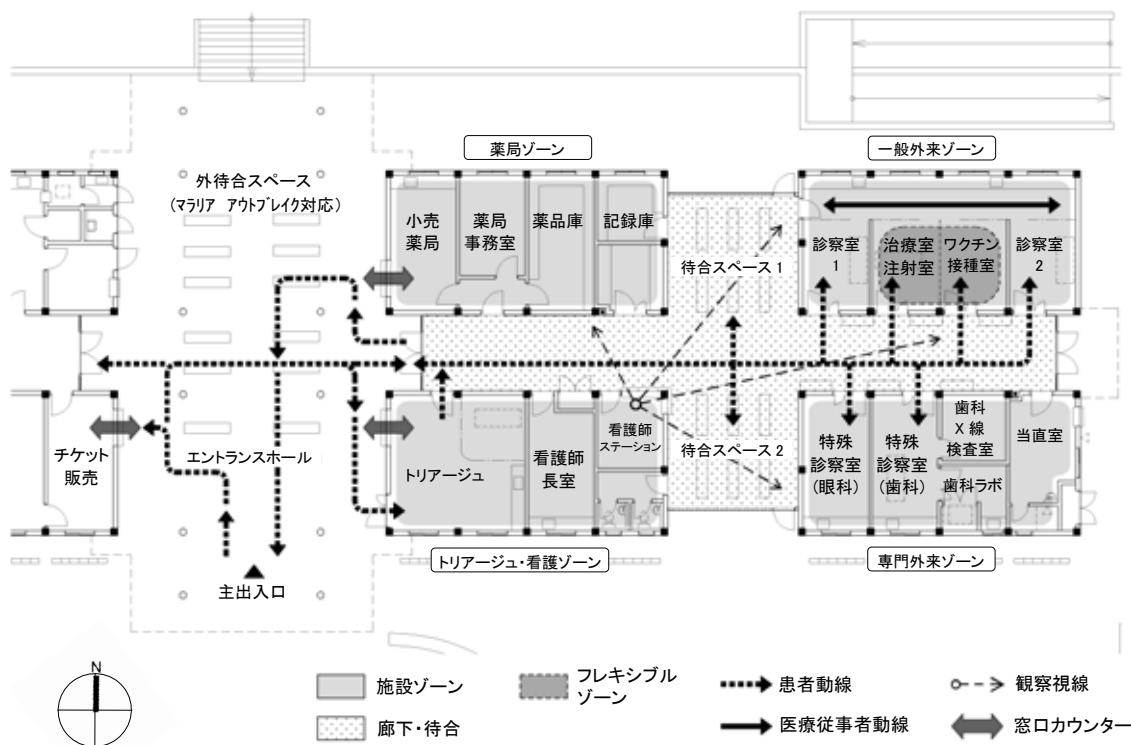 薬局ゾーン
一般外来ゾーン
外待合スペース
(マラリア アウトブレイク対応)
小売
薬局
薬局
事務室
薬品庫
記録庫
待合スペース1
診察室
1
治療室
注射室
ワクチン
接種室
診察室
2
チケット
販売
エントランスホール
トリアージュ
看護師
長室
看護師
ステーション
待合スペース2
特殊
診察室
(眼科)
特殊
診察室
(歯科)
歯科
X線
検査室
歯科ラボ
当直室
トリアージュ・看護ゾーン
専門外来ゾーン
主出入口
N
施設ゾーン
フレキシブル
ゾーン
患者動線
観察視線
廊下・待合
医療従事者動線
窓口カウンター